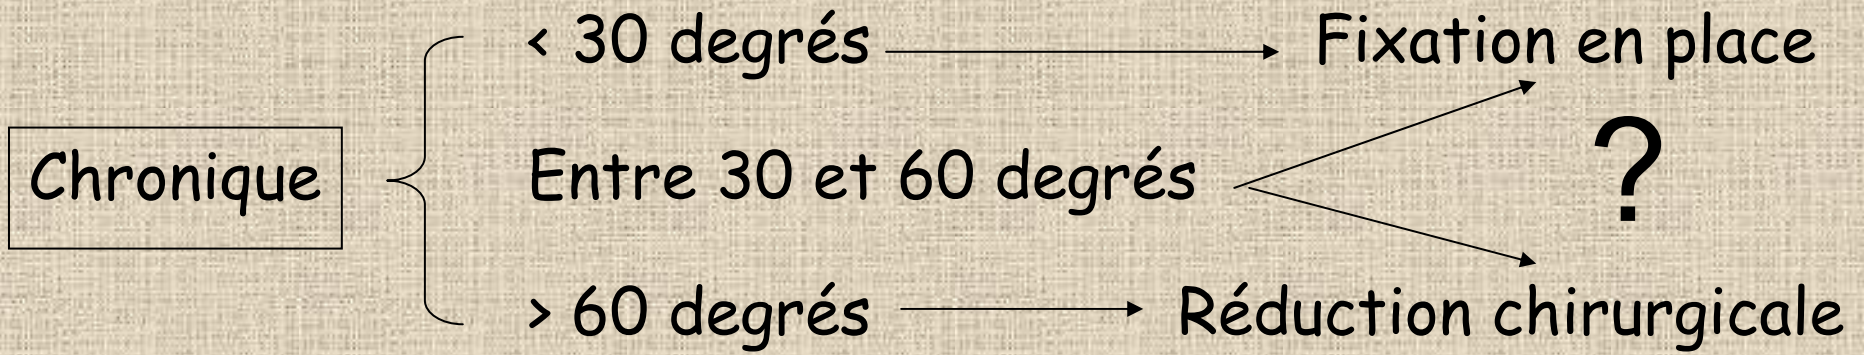 < 30 degrés Fixation en place
Chronique Entre 30 et 60 degrés ?
> 60 degrés Réduction chirurgicale